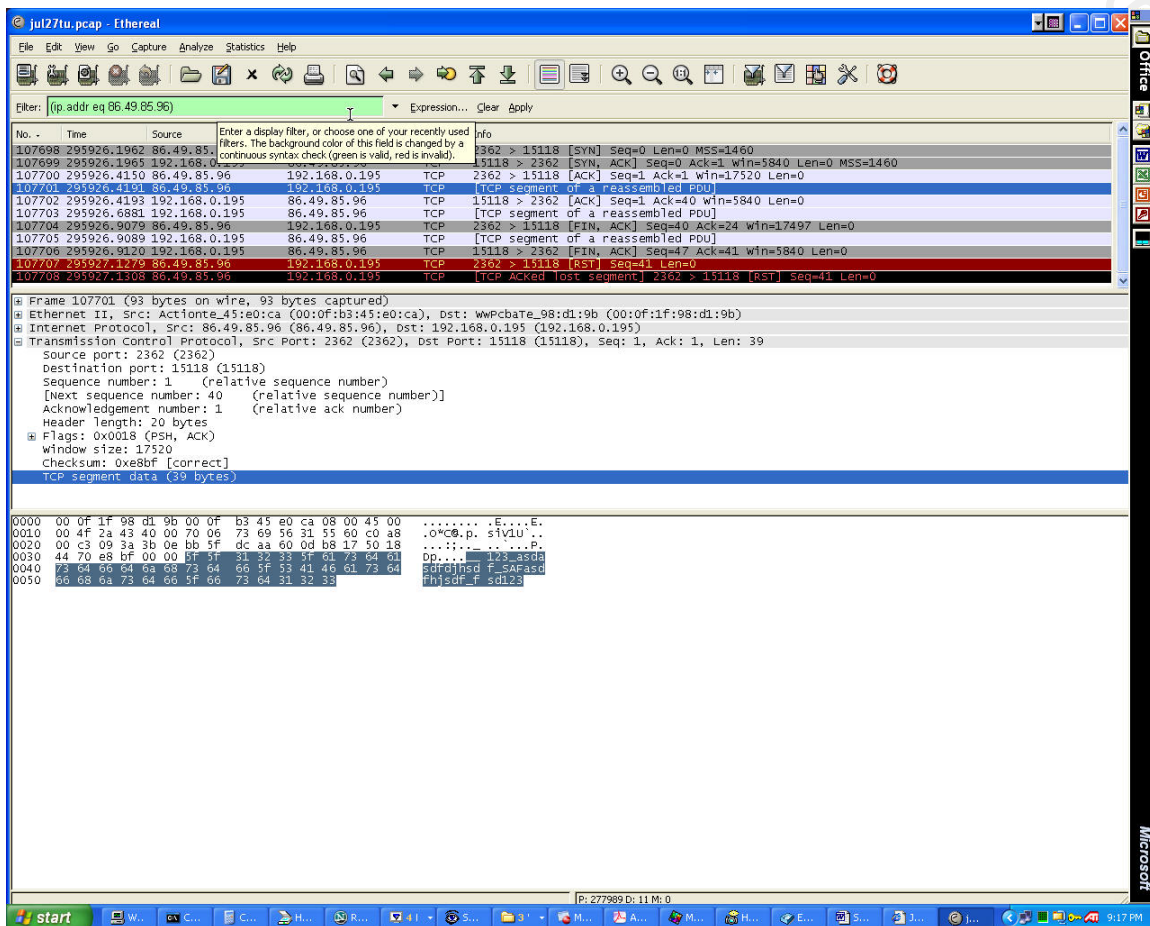 jul27tu.pcap - Ethereal
File Edit View Go Capture Analyze Statistics Help
Filter: (ip.addr eq 86.49.85.96) Expression... Clear Apply
No. - Time Source Info
Enter a display filter, or choose one of your recently used
filters. The background color of this field is changed by a
continuous syntax check (green is valid, red is invalid).
107698 295926.1962 86.49.85. 2362 > 15118 [SYN] Seq=0 Len=0 MSS=1460
107699 295926.1965 192.168.0.195 86.49.85.96 TCP 15118 > 2362 [SYN, ACK] Seq=0 Ack=1 Win=5840 Len=0 MSS=1460
107700 295926.4150 86.49.85.96 192.168.0.195 TCP 2362 > 15118 [ACK] Seq=1 Ack=1 Win=17520 Len=0
107701 295926.4191 86.49.85.96 192.168.0.195 TCP [TCP segment of a reassembled PDU]
107702 295926.4193 192.168.0.195 86.49.85.96 TCP 15118 > 2362 [ACK] Seq=1 Ack=40 Win=5840 Len=0
107703 295926.6881 192.168.0.195 86.49.85.96 TCP [TCP segment of a reassembled PDU]
107704 295926.9079 86.49.85.96 192.168.0.195 TCP 2362 > 15118 [FIN, ACK] Seq=40 Ack=24 Win=17497 Len=0
107705 295926.9089 192.168.0.195 86.49.85.96 TCP [TCP segment of a reassembled PDU]
107706 295926.9120 192.168.0.195 86.49.85.96 TCP 15118 > 2362 [FIN, ACK] Seq=47 Ack=41 Win=5840 Len=0
107707 295927.1279 86.49.85.96 192.168.0.195 TCP 2362 > 15118 [RST] Seq=41 Len=0
107708 295927.1308 86.49.85.96 192.168.0.195 TCP [TCP ACKed lost segment] 2362 > 15118 [RST] Seq=41 Len=0
Frame 107701 (93 bytes on wire, 93 bytes captured)
Ethernet II, Src: Actionte_45:e0:ca (00:0f:b3:45:e0:ca), Dst: WwPcbaTe_98:d1:9b (00:0f:1f:98:d1:9b)
Internet Protocol, Src: 86.49.85.96 (86.49.85.96), Dst: 192.168.0.195 (192.168.0.195)
Transmission Control Protocol, Src Port: 2362 (2362), Dst Port: 15118 (15118), Seq: 1, Ack: 1, Len: 39
Source port: 2362 (2362)
Destination port: 15118 (15118)
Sequence number: 1 (relative sequence number)
[Next sequence number: 40 (relative sequence number)]
Acknowledgement number: 1 (relative ack number)
Header length: 20 bytes
Flags: 0x0018 (PSH, ACK)
Window size: 17520
Checksum: 0xe8bf [correct]
TCP segment data (39 bytes)
0000 00 0f 1f 98 d1 9b 00 0f b3 45 e0 ca 08 00 45 00 ........ .E....E.
0010 00 4f 2a 43 40 00 70 06 73 69 56 31 55 60 c0 a8 .O*C@.p. siV1U`..
0020 00 c3 09 3a 3b 0e bb 5f dc aa 60 0d b8 17 50 18 ...:;.._ ..`...P.
0030 44 70 e8 bf 00 00 5f 5f 31 32 33 5f 61 73 64 61 Dp....__ 123_asda
0040 73 64 66 64 6a 68 73 64 66 5f 53 41 46 61 73 64 sdfdjhsd f_SAFasd
0050 66 68 6a 73 64 66 5f 66 73 64 31 32 33 fhjsdf_f sd123
P: 277989 D: 11 M: 0
start W... C... C... H... R... 41 S... 3' M... A... M... H... E... S... J... j... 9:17 PM
Office
Microsoft